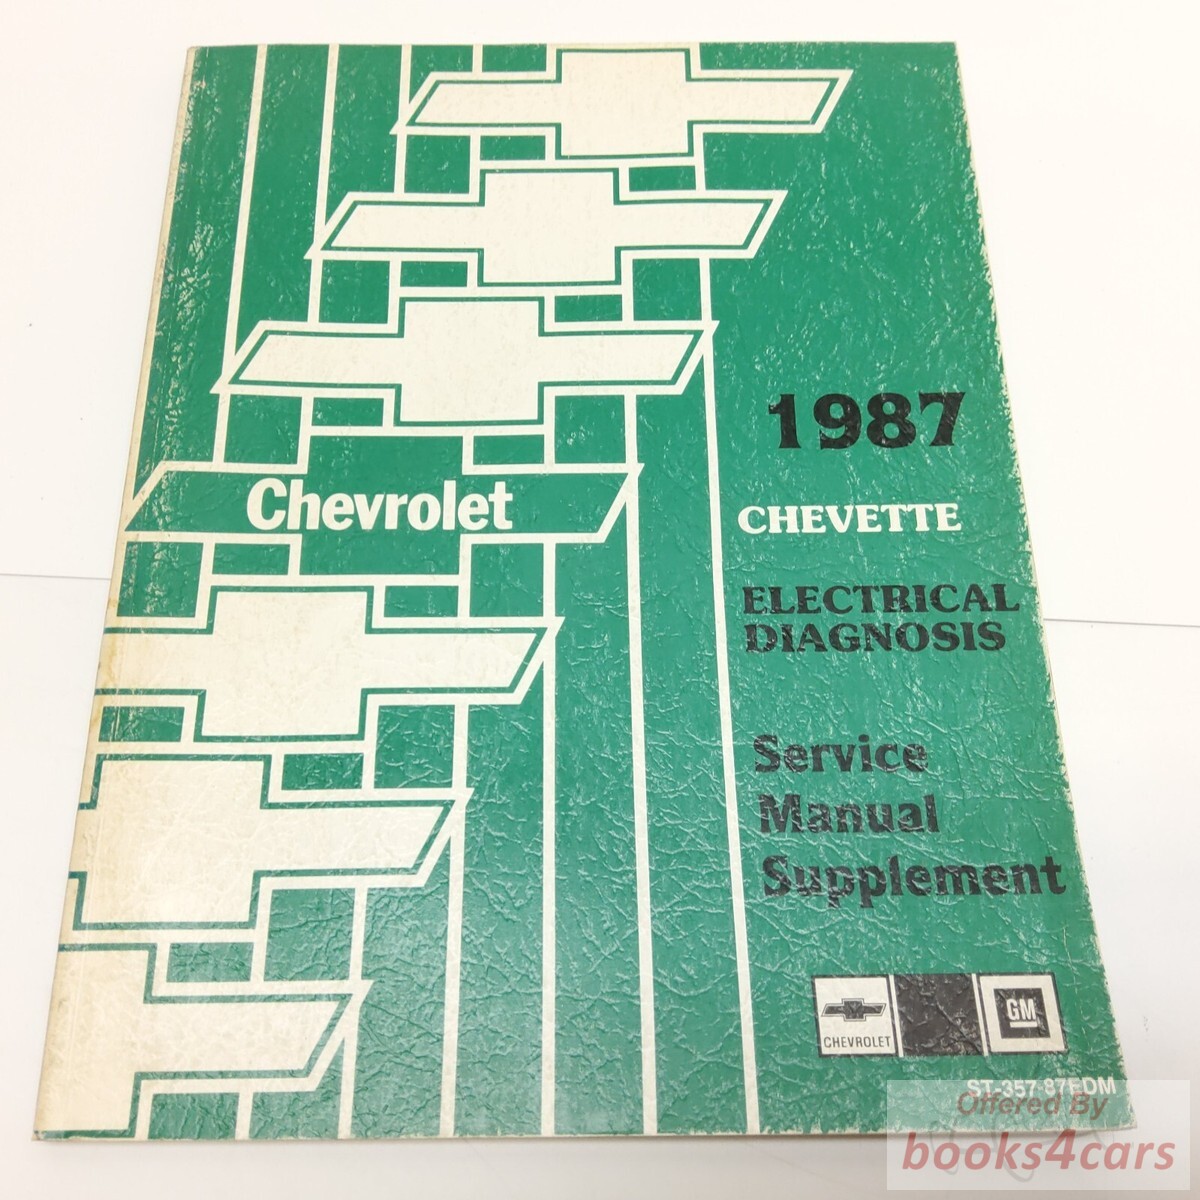 1987
Chevrolet
CHEVETTE
ELECTRICAL
DIAGNOSIS
Service
Manual
Supplement
CHEVROLET
GM
ST-357-87EDM
Offered By
books4cars